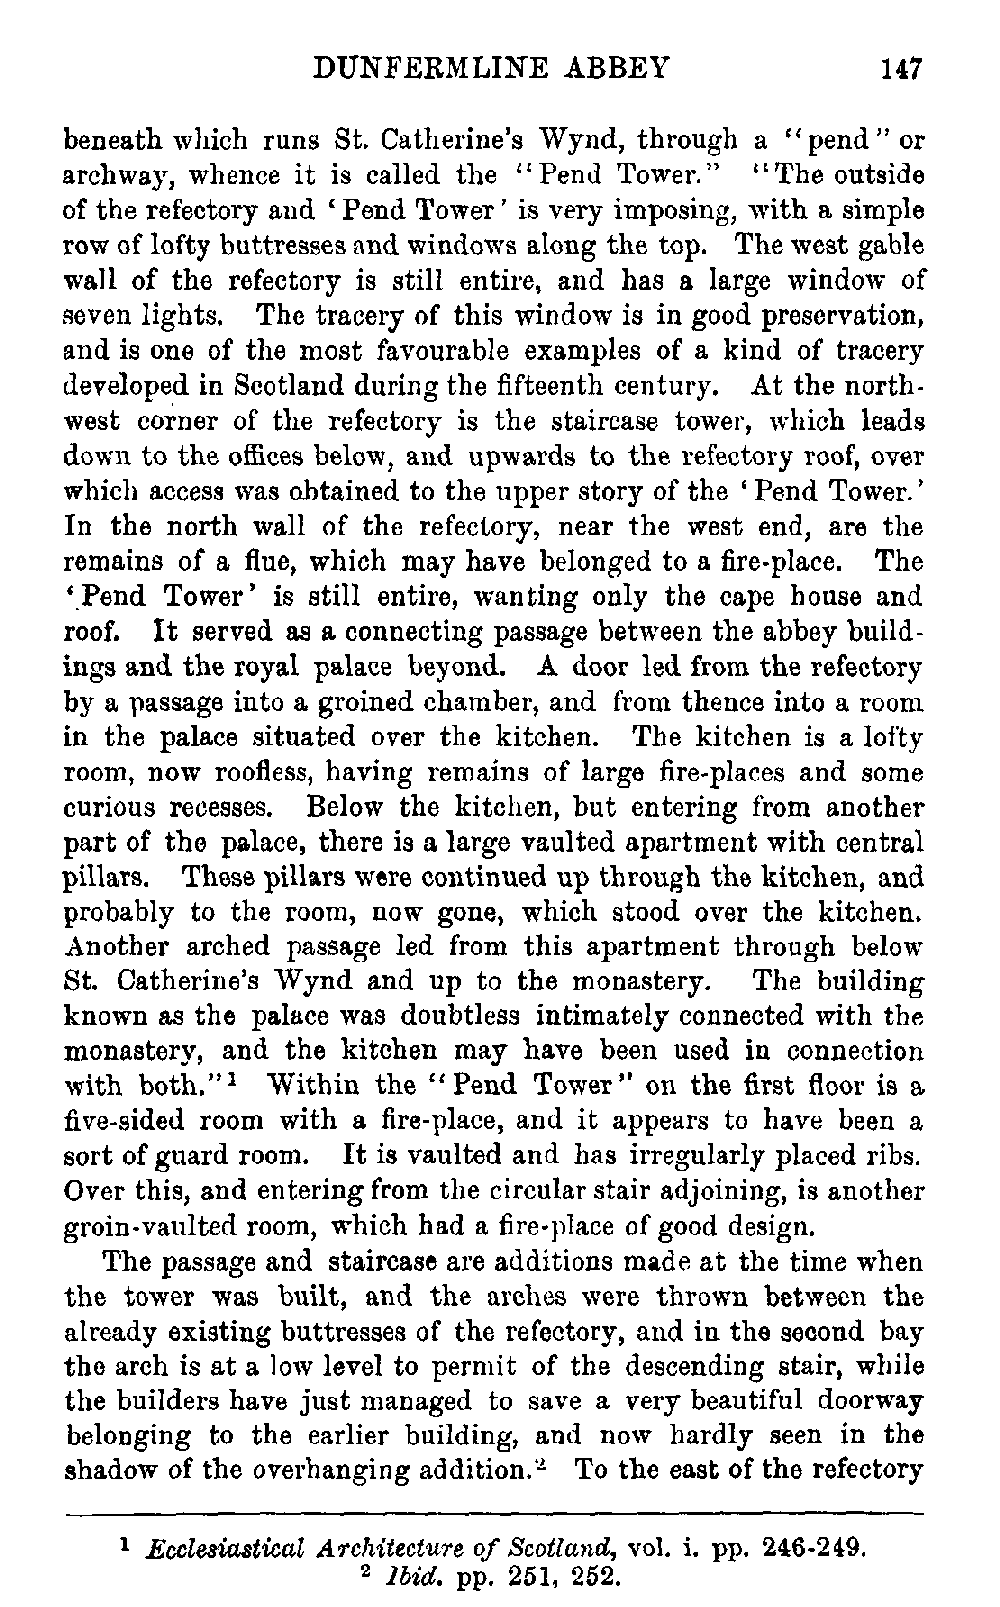 DUNFERMLINE ABBEY 147
beneath which runs St. Catherine's Wynd, through a "pend" or
archway, whence it is called the "Pend Tower." "The outside
of the refectory and 'Pend Tower' is very imposing, with a simple
row of lofty buttresses and windows along the top. The west gable
wall of the refectory is still entire, and has a large window of
seven lights. The tracery of this window is in good preservation,
and is one of the most favourable examples of a kind of tracery
developed in Scotland during the fifteenth century. At the north-
west corner of the refectory is the staircase tower, which leads
down to the offices below, and upwards to the refectory roof, over
which access was obtained to the upper story of the 'Pend Tower.'
In the north wall of the refectory, near the west end, are the
remains of a flue, which may have belonged to a fire-place. The
'Pend Tower' is still entire, wanting only the cape house and
roof. It served as a connecting passage between the abbey build-
ings and the royal palace beyond. A door led from the refectory
by a passage into a groined chamber, and from thence into a room
in the palace situated over the kitchen. The kitchen is a lofty
room, now roofless, having remains of large fire-places and some
curious recesses. Below the kitchen, but entering from another
part of the palace, there is a large vaulted apartment with central
pillars. These pillars were continued up through the kitchen, and
probably to the room, now gone, which stood over the kitchen.
Another arched passage led from this apartment through below
St. Catherine's Wynd and up to the monastery. The building
known as the palace was doubtless intimately connected with the
monastery, and the kitchen may have been used in connection
with both."¹ Within the "Pend Tower" on the first floor is a
five-sided room with a fire-place, and it appears to have been a
sort of guard room. It is vaulted and has irregularly placed ribs.
Over this, and entering from the circular stair adjoining, is another
groin-vaulted room, which had a fire-place of good design.
The passage and staircase are additions made at the time when
the tower was built, and the arches were thrown between the
already existing buttresses of the refectory, and in the second bay
the arch is at a low level to permit of the descending stair, while
the builders have just managed to save a very beautiful doorway
belonging to the earlier building, and now hardly seen in the
shadow of the overhanging addition.² To the east of the refectory
¹ Ecclesiastical Architecture of Scotland, vol. i. pp. 246-249.
² Ibid. pp. 251, 252.